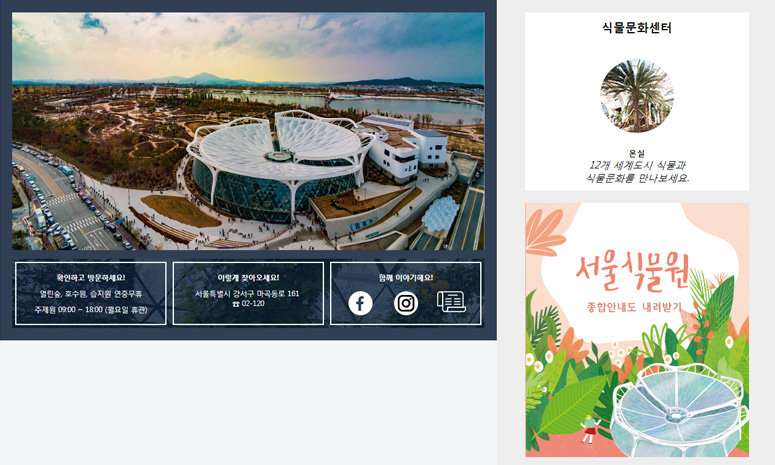 확인하고 방문하세요!
열린숲, 호수원, 습지원 연중무휴
주제원 09:00 ~ 18:00 (월요일 휴관)
이렇게 찾아오세요!
서울특별시 강서구 마곡동로 161
☎ 02-120
함께 이야기해요!
식물문화센터
온실
12개 세계도시 식물과
식물문화를 만나보세요.
서울식물원
종합안내도 내려받기